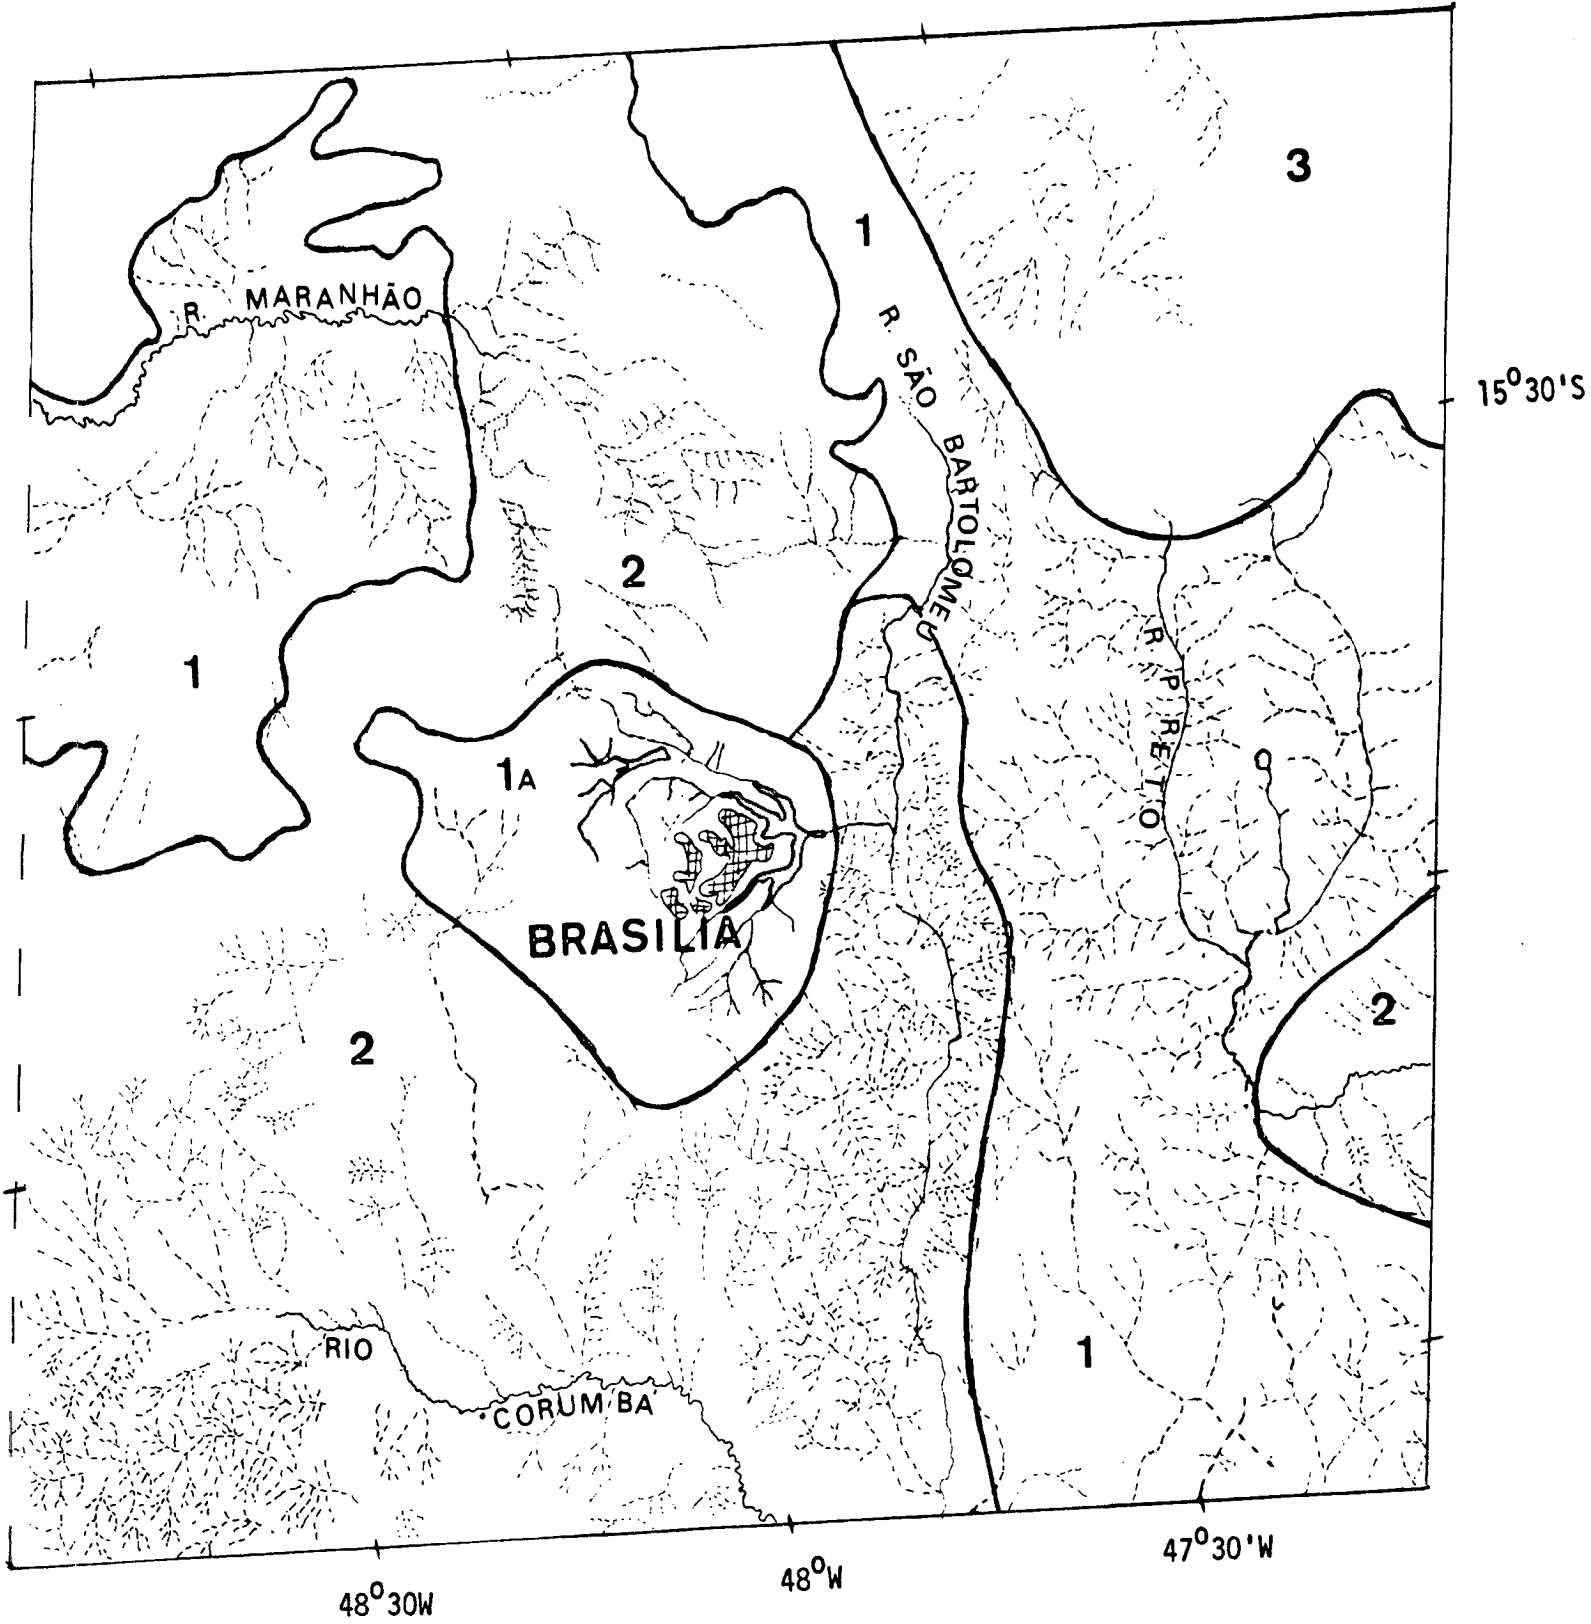 3
1
R. MARANHÃO
R. SÃO BARTOLOMEU
15°30'S
2
1
R PRETO
1A
BRASILIA
2
2
RIO CORUMBÁ
1
48°30W
48°W
47°30'W